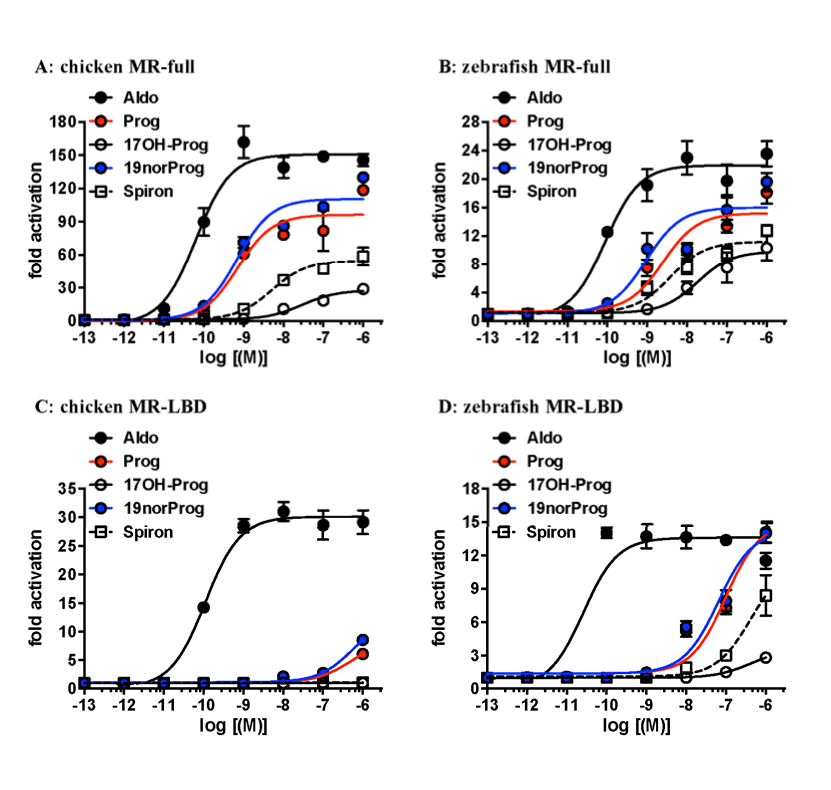 A: chicken MR-full
Aldo
Prog
17OH-Prog
19norProg
Spiron
fold activation
180
150
120
90
60
30
0
-13 -12 -11 -10 -9 -8 -7 -6
log [(M)]
B: zebrafish MR-full
Aldo
Prog
17OH-Prog
19norProg
Spiron
fold activation
28
24
20
16
12
8
4
0
-13 -12 -11 -10 -9 -8 -7 -6
log [(M)]
C: chicken MR-LBD
Aldo
Prog
17OH-Prog
19norProg
Spiron
fold activation
35
30
25
20
15
10
5
0
-13 -12 -11 -10 -9 -8 -7 -6
log [(M)]
D: zebrafish MR-LBD
Aldo
Prog
17OH-Prog
19norProg
Spiron
fold activation
18
15
12
9
6
3
0
-13 -12 -11 -10 -9 -8 -7 -6
log [(M)]